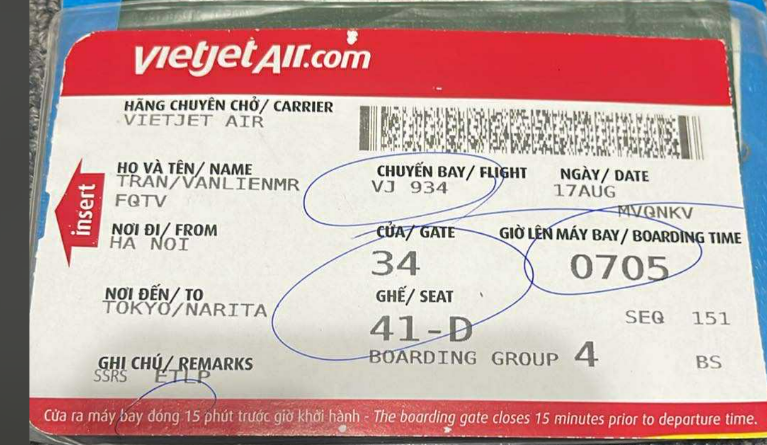 vietjetAir.com
HÃNG CHUYÊN CHỞ/ CARRIER
VIETJET AIR
HỌ VÀ TÊN/ NAME
TRAN/VANLIENMR
FQTV
CHUYẾN BAY/ FLIGHT
VJ 934
NGÀY/ DATE
17AUG
MVQNKV
insert
NƠI ĐI/ FROM
HA NOI
CỬA/ GATE
34
GIỜ LÊN MÁY BAY/ BOARDING TIME
0705
NƠI ĐẾN/ TO
TOKYO/NARITA
GHẾ/ SEAT
41-D
SEQ 151
BOARDING GROUP 4
BS
GHI CHÚ/ REMARKS
SSRS ETLP
Cửa ra máy bay đóng 15 phút trước giờ khởi hành - The boarding gate closes 15 minutes prior to departure time.